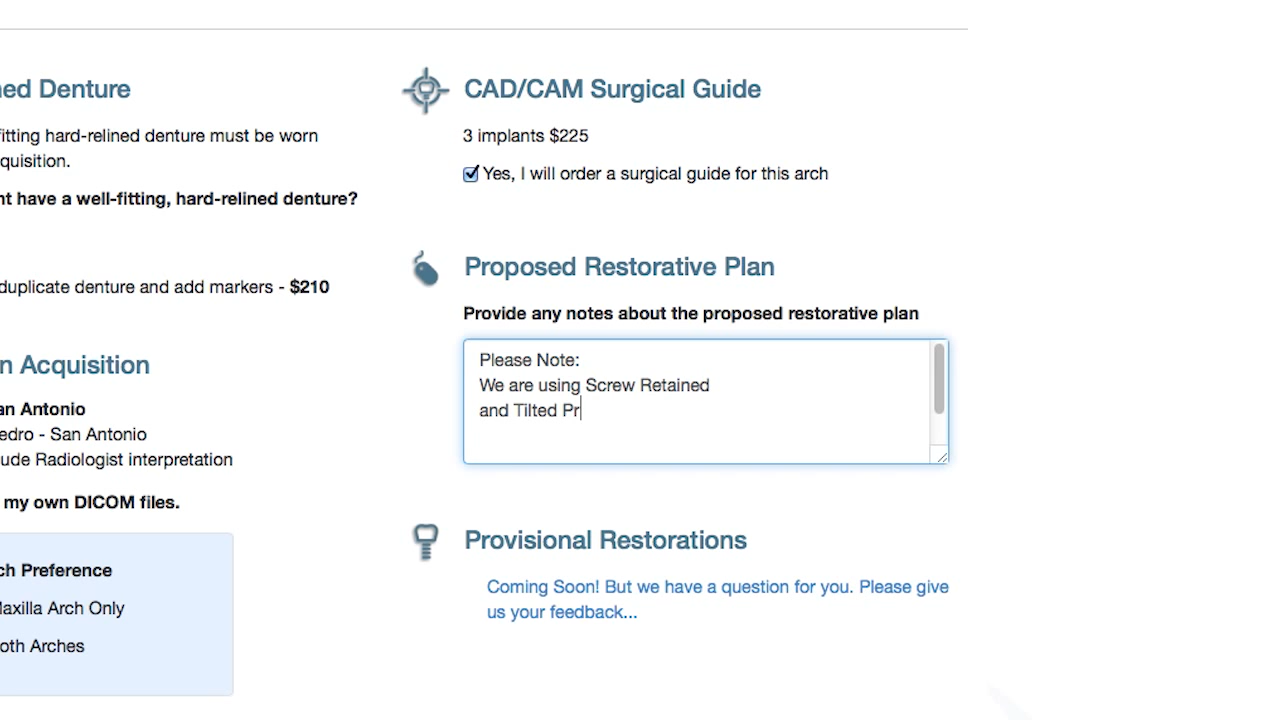 ned Denture
fitting hard-relined denture must be worn
quisition.
nt have a well-fitting, hard-relined denture?
duplicate denture and add markers - $210
n Acquisition
an Antonio
edro - San Antonio
ude Radiologist interpretation
my own DICOM files.
ch Preference
Maxilla Arch Only
oth Arches
CAD/CAM Surgical Guide
3 implants $225
Yes, I will order a surgical guide for this arch
Proposed Restorative Plan
Provide any notes about the proposed restorative plan
Please Note:
We are using Screw Retained
and Tilted Pr
Provisional Restorations
Coming Soon! But we have a question for you. Please give
us your feedback...